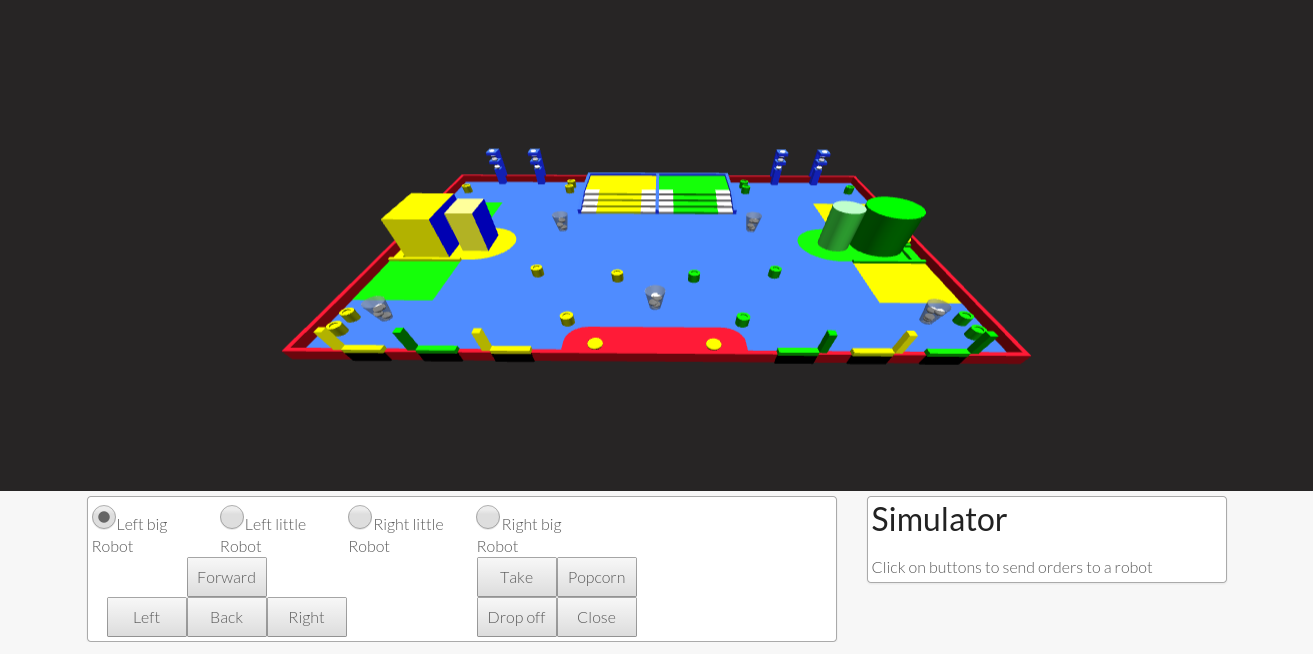 Left big Robot
Left little Robot
Right little Robot
Right big Robot
Forward
Left
Back
Right
Take
Popcorn
Drop off
Close
Simulator
Click on buttons to send orders to a robot